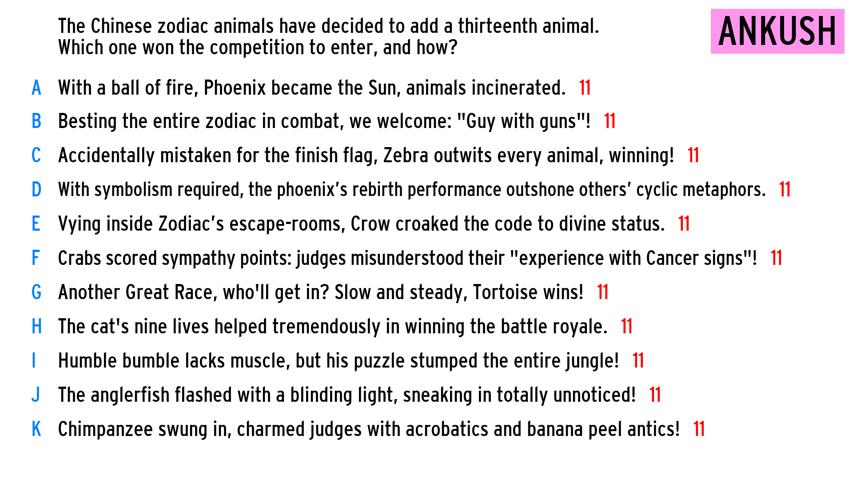 The Chinese zodiac animals have decided to add a thirteenth animal.
Which one won the competition to enter, and how?
ANKUSH
A With a ball of fire, Phoenix became the Sun, animals incinerated. 11
B Besting the entire zodiac in combat, we welcome: "Guy with guns"! 11
C Accidentally mistaken for the finish flag, Zebra outwits every animal, winning! 11
D With symbolism required, the phoenix's rebirth performance outshone others' cyclic metaphors. 11
E Vying inside Zodiac's escape-rooms, Crow croaked the code to divine status. 11
F Crabs scored sympathy points: judges misunderstood their "experience with Cancer signs"! 11
G Another Great Race, who'll get in? Slow and steady, Tortoise wins! 11
H The cat's nine lives helped tremendously in winning the battle royale. 11
I Humble bumble lacks muscle, but his puzzle stumped the entire jungle! 11
J The anglerfish flashed with a blinding light, sneaking in totally unnoticed! 11
K Chimpanzee swung in, charmed judges with acrobatics and banana peel antics! 11